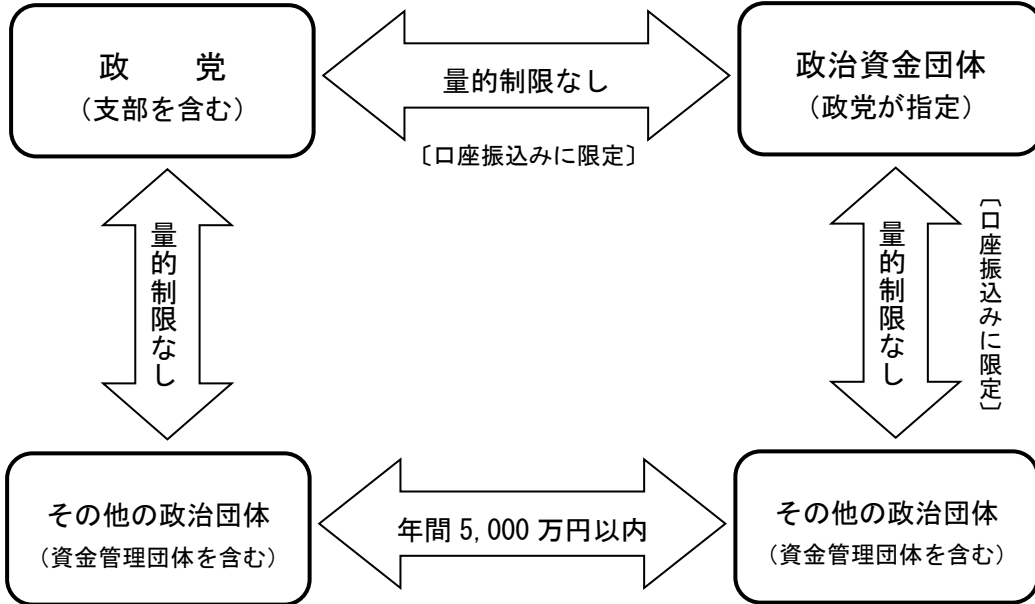 政　　党
（支部を含む）
量的制限なし
〔口座振込みに限定〕
政治資金団体
（政党が指定）
量的制限なし
量的制限なし
〔口座振込みに限定〕
その他の政治団体
（資金管理団体を含む）
年間 5,000 万円以内
その他の政治団体
（資金管理団体を含む）